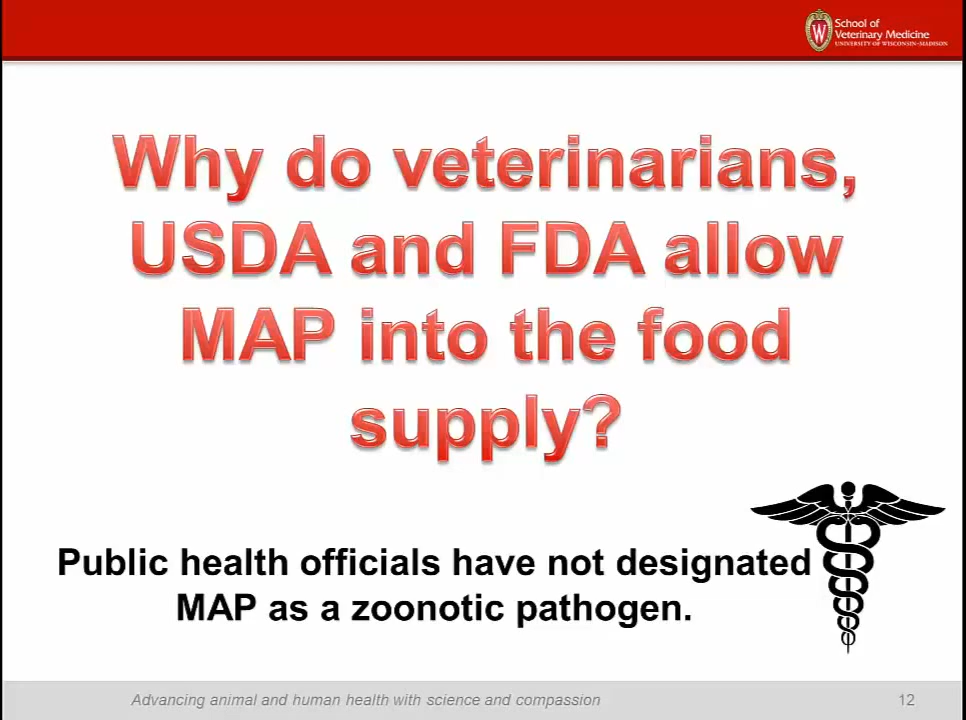 School of
Veterinary Medicine
UNIVERSITY OF WISCONSIN-MADISON
Why do veterinarians,
USDA and FDA allow
MAP into the food
supply?
Public health officials have not designated
MAP as a zoonotic pathogen.
Advancing animal and human health with science and compassion
12